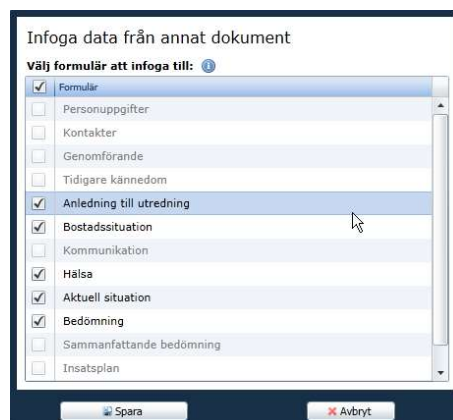 Infoga data från annat dokument
Välj formulär att infoga till:
Formulär
Personuppgifter
Kontakter
Genomförande
Tidigare kännedom
Anledning till utredning
Bostadssituation
Kommunikation
Hälsa
Aktuell situation
Bedömning
Sammanfattande bedömning
Insatsplan
Spara Avbryt